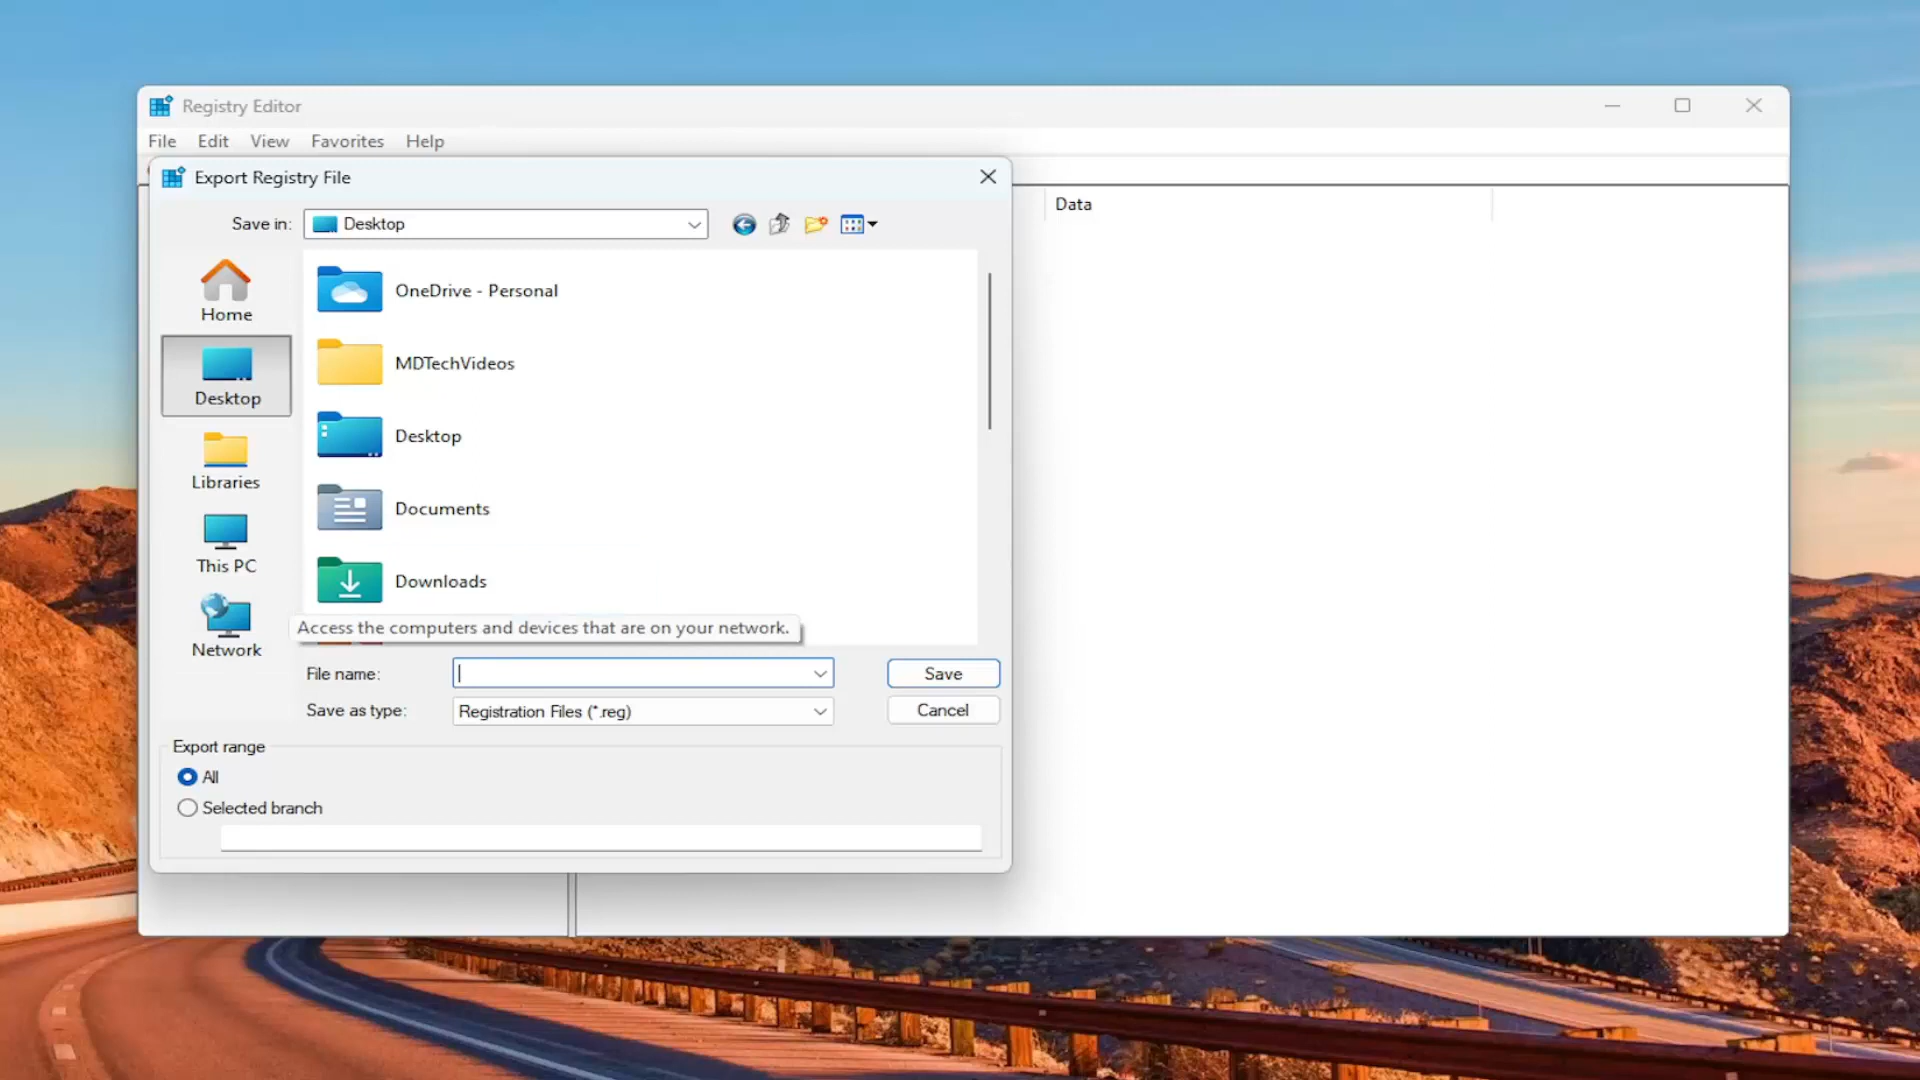 Registry Editor
File Edit View Favorites Help
Export Registry File
Save in: Desktop
Data
Home
Desktop
Libraries
This PC
Network
OneDrive - Personal
MDTechVideos
Desktop
Documents
Downloads
Access the computers and devices that are on your network.
File name: Save
Save as type: Registration Files (*.reg) Cancel
Export range
All
Selected branch